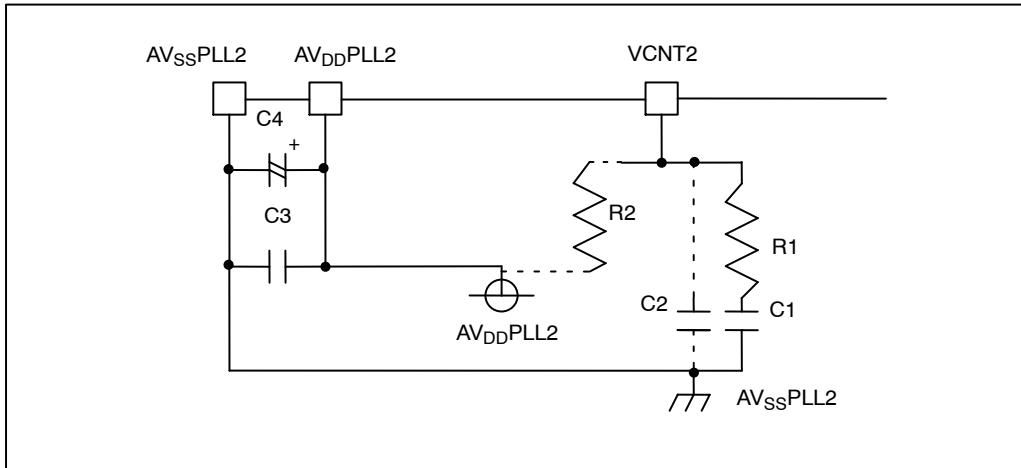 AVSSPLL2 AVDDPLL2 VCNT2
C4
+
C3
R2
R1
C2 C1
AVDDPLL2
AVSSPLL2